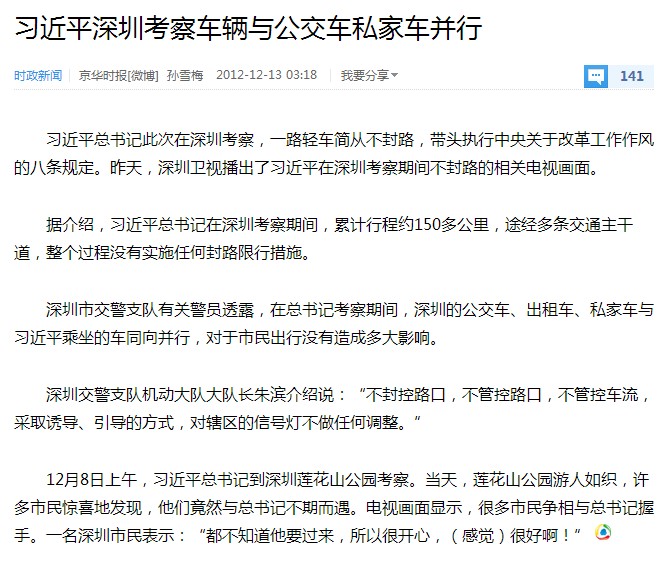 习近平深圳考察车辆与公交车私家车并行
时政新闻 京华时报[微博] 孙雪梅 2012-12-13 03:18 我要分享 141
习近平总书记此次在深圳考察，一路轻车简从不封路，带头执行中央关于改革工作作风
的八条规定。昨天，深圳卫视播出了习近平在深圳考察期间不封路的相关电视画面。
据介绍，习近平总书记在深圳考察期间，累计行程约150多公里，途经多条交通主干
道，整个过程没有实施任何封路限行措施。
深圳市交警支队有关警员透露，在总书记考察期间，深圳的公交车、出租车、私家车与
习近平乘坐的车同向并行，对于市民出行没有造成多大影响。
深圳交警支队机动大队大队长朱滨介绍说：“不封控路口，不管控路口，不管控车流，
采取诱导、引导的方式，对辖区的信号灯不做任何调整。“
12月8日上午，习近平总书记到深圳莲花山公园考察。当天，莲花山公园游人如织，许
多市民惊喜地发现，他们竟然与总书记不期而遇。电视画面显示，很多市民争相与总书记握
手。一名深圳市民表示：“都不知道他要过来，所以很开心，（感觉）很好啊！”